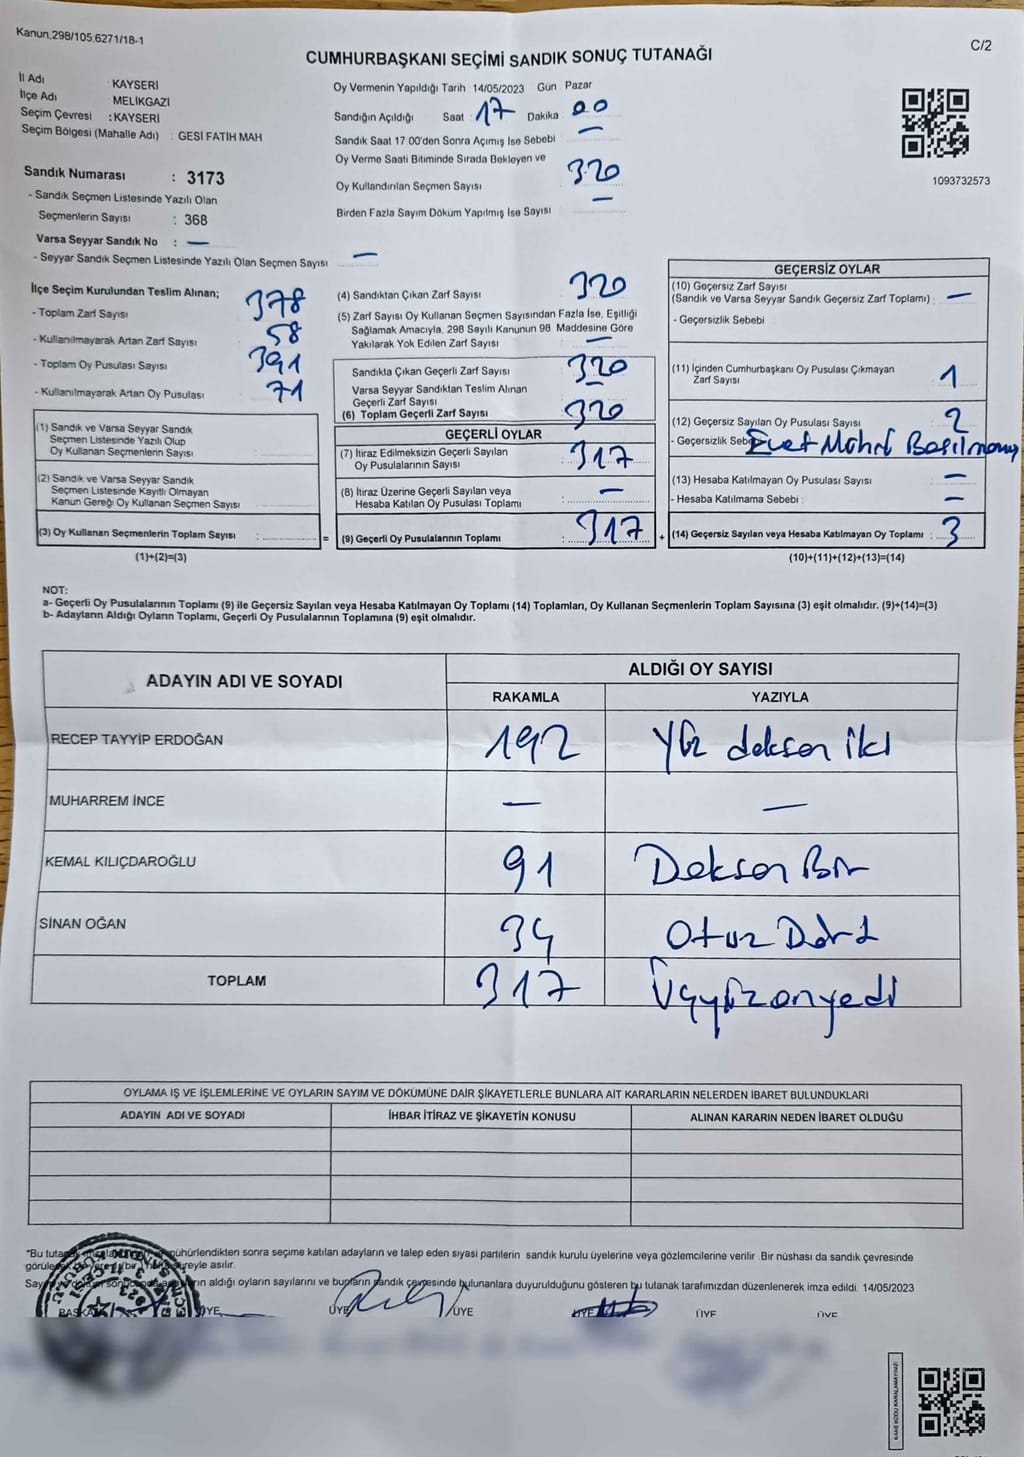 Kanun.298/105,6271/18-1
C/2
CUMHURBAŞKANI SEÇİMİ SANDIK SONUÇ TUTANAĞI
İl Adı : KAYSERİ
İlçe Adı : MELİKGAZİ
Seçim Çevresi : KAYSERİ
Seçim Bölgesi (Mahalle Adı) : GESİ FATİH MAH
Sandık Numarası : 3173
- Sandık Seçmen Listesinde Yazılı Olan
Seçmenlerin Sayısı : 368
Varsa Seyyar Sandık No : —
- Seyyar Sandık Seçmen Listesinde Yazılı Olan Seçmen Sayısı —
Oy Vermenin Yapıldığı Tarih 14/05/2023 Gün Pazar
Sandığın Açıldığı Saat 17 Dakika 00
Sandık Saat 17.00'den Sonra Açımış İse Sebebi —
Oy Verme Saati Bitiminde Sırada Bekleyen ve
Oy Kullandırılan Seçmen Sayısı 320
Birden Fazla Sayım Döküm Yapılmış İse Sayısı —
1093732573
İlçe Seçim Kurulundan Teslim Alınan;
- Toplam Zarf Sayısı 378
- Kullanılmayarak Artan Zarf Sayısı 58
- Toplam Oy Pusulası Sayısı 391
- Kullanılmayarak Artan Oy Pusulası 71
(1) Sandık ve Varsa Seyyar Sandık
Seçmen Listesinde Yazılı Olup
Oy Kullanan Seçmenlerin Sayısı
(2) Sandık ve Varsa Seyyar Sandık
Seçmen Listesinde Kayıtlı Olmayan
Kanun Gereği Oy Kullanan Seçmen Sayısı
(3) Oy Kullanan Seçmenlerin Toplam Sayısı : =
(1)+(2)=(3)
(4) Sandıktan Çıkan Zarf Sayısı 320
(5) Zarf Sayısı Oy Kullanan Seçmen Sayısından Fazla İse, Eşitliği
Sağlamak Amacıyla, 298 Sayılı Kanunun 98. Maddesine Göre
Yakılarak Yok Edilen Zarf Sayısı —
Sandıkta Çıkan Geçerli Zarf Sayısı 320
Varsa Seyyar Sandıktan Teslim Alınan
Geçerli Zarf Sayısı —
(6) Toplam Geçerli Zarf Sayısı 320
GEÇERLİ OYLAR
(7) İtiraz Edilmeksizin Geçerli Sayılan
Oy Pusulalarının Sayısı 317
(8) İtiraz Üzerine Geçerli Sayılan veya
Hesaba Katılan Oy Pusulası Toplamı —
(9) Geçerli Oy Pusulalarının Toplamı : 317 +
GEÇERSİZ OYLAR
(10) Geçersiz Zarf Sayısı
(Sandık ve Varsa Seyyar Sandık Geçersiz Zarf Toplamı) : —
- Geçersizlik Sebebi
(11) İçinden Cumhurbaşkanı Oy Pusulası Çıkmayan
Zarf Sayısı 1
(12) Geçersiz Sayılan Oy Pusulası Sayısı 2
- Geçersizlik Sebebi Evet
(13) Hesaba Katılmayan Oy Pusulası Sayısı —
- Hesaba Katılmama Sebebi : —
(14) Geçersiz Sayılan veya Hesaba Katılmayan Oy Toplamı : 3
(10)+(11)+(12)+(13)=(14)
NOT:
a- Geçerli Oy Pusulalarının Toplamı (9) ile Geçersiz Sayılan veya Hesaba Katılmayan Oy Toplamı (14) Toplamları, Oy Kullanan Seçmenlerin Toplam Sayısına (3) eşit olmalıdır. (9)+(14)=(3)
b- Adayların Aldığı Oyların Toplamı, Geçerli Oy Pusulalarının Toplamına (9) eşit olmalıdır.
ADAYIN ADI VE SOYADI
ALDIĞI OY SAYISI
RAKAMLA YAZIYLA
RECEP TAYYİP ERDOĞAN 192 Yüz doksan iki
MUHARREM İNCE — —
KEMAL KILIÇDAROĞLU 91 Doksan Bir
SİNAN OĞAN 34 Otuz Dört
TOPLAM 317 Üçyüzonyedi
OYLAMA İŞ VE İŞLEMLERİNE VE OYLARIN SAYIM VE DÖKÜMÜNE DAİR ŞİKAYETLERLE BUNLARA AİT KARARLARIN NELERDEN İBARET BULUNDUKLARI
ADAYIN ADI VE SOYADI İHBAR İTİRAZ VE ŞİKAYETİN KONUSU ALINAN KARARIN NEDEN İBARET OLDUĞU
*Bu mühürlendikten sonra seçime katılan adayların ve talep eden siyasi partilerin sandık kurulu üyelerine veya gözlemcilerine verilir. Bir nüshası da sandık çevresinde
süreyle asılır.
aldığı oyların sayılarını ve bunların sandık çevresinde bulunanlara duyurulduğunu gösteren bu tutanak tarafımızdan düzenlenerek imza edildi. 14/05/2023
ÜYE ÜYE ÜYE ÜYE ÜYE ÜYE